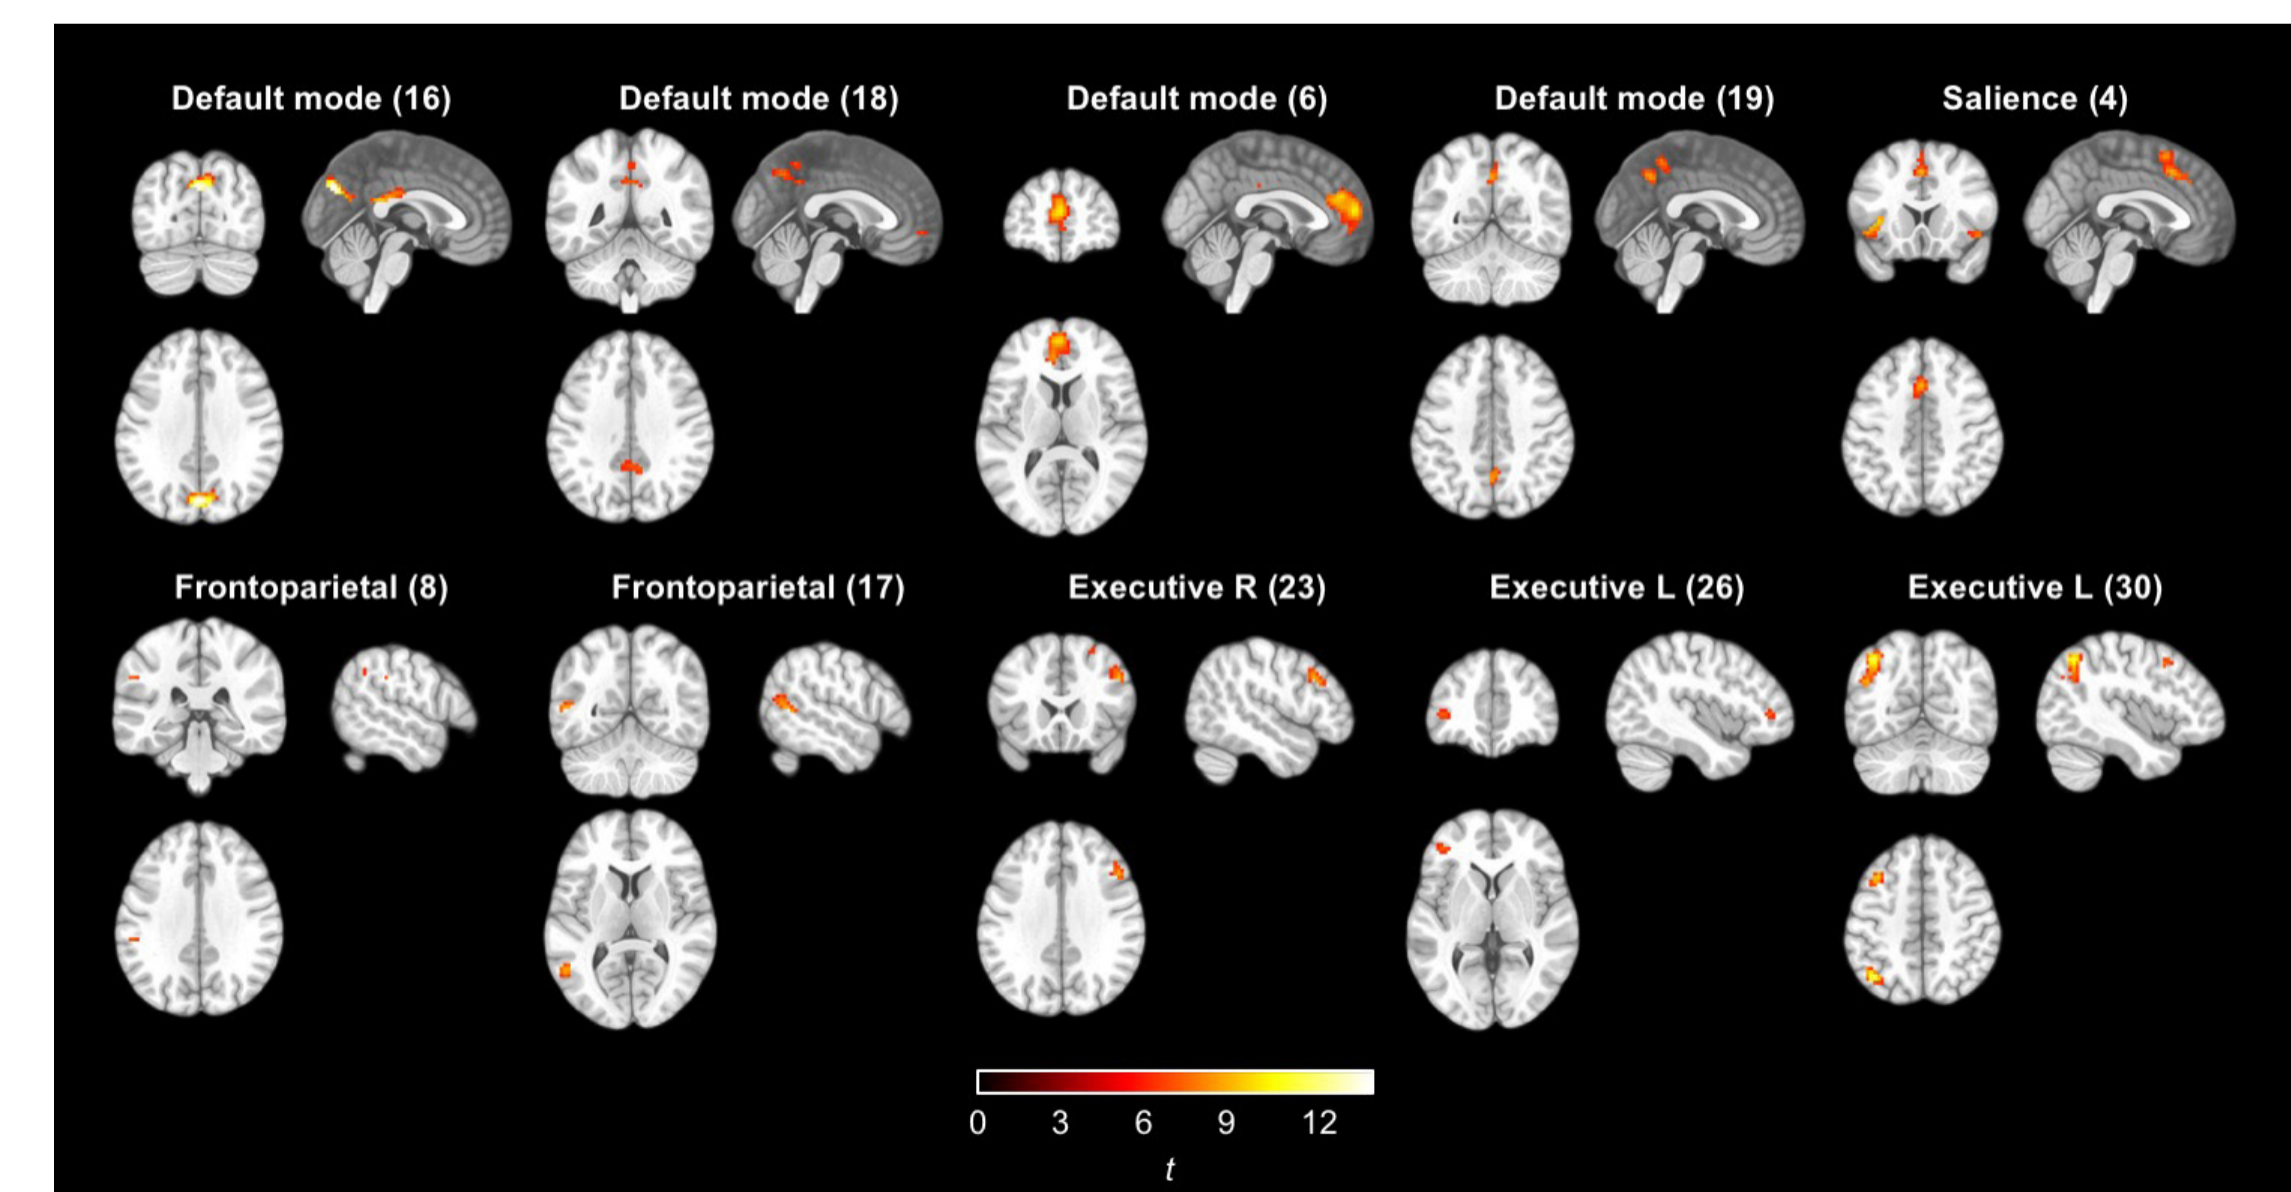 Default mode (16) Default mode (18) Default mode (6) Default mode (19) Salience (4)
Frontoparietal (8) Frontoparietal (17) Executive R (23) Executive L (26) Executive L (30)
0 3 6 9 12
t